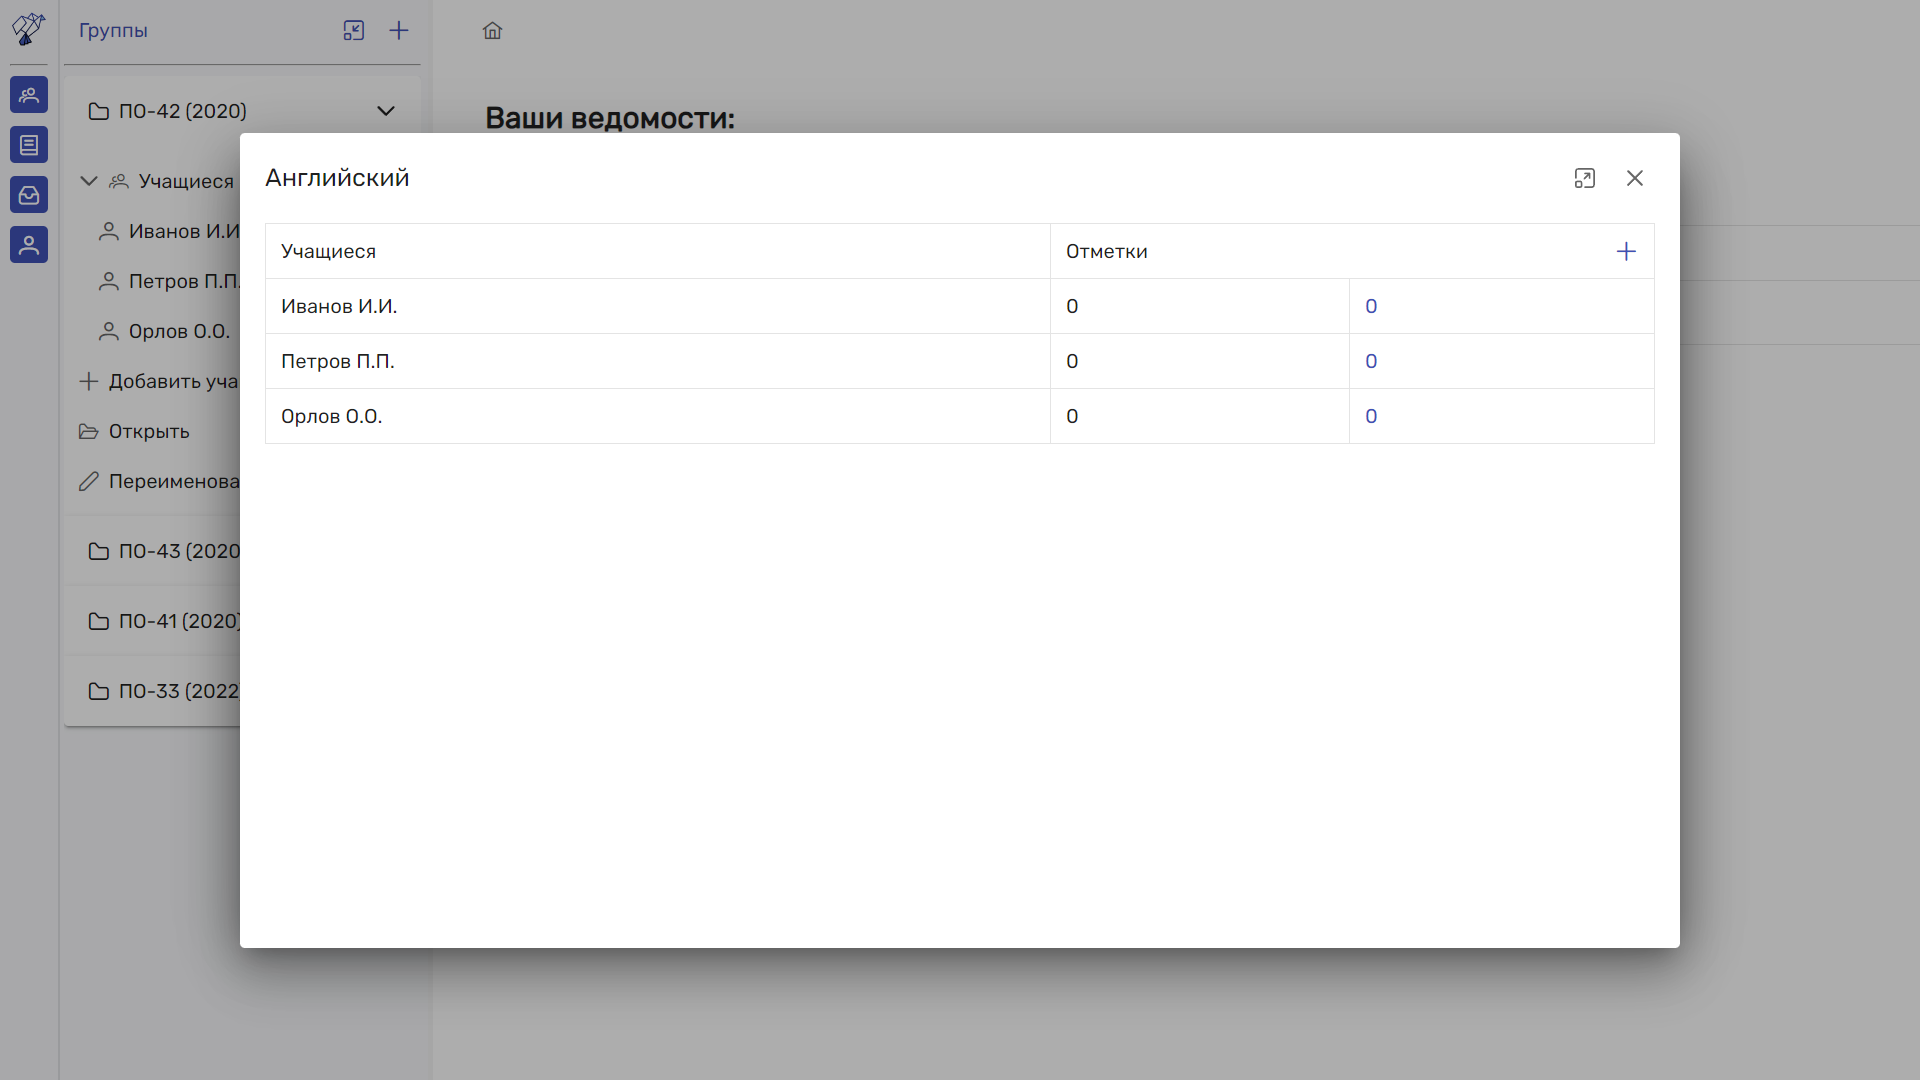 Группы
ПО-42 (2020)
Учащиеся
Иванов И.И
Петров П.П.
Орлов О.О.
Добавить уча
Открыть
Переименова
ПО-43 (2020
ПО-41 (2020)
ПО-33 (2022)
Ваши ведомости:
Английский
Учащиеся Отметки
Иванов И.И. 0 0
Петров П.П. 0 0
Орлов О.О. 0 0